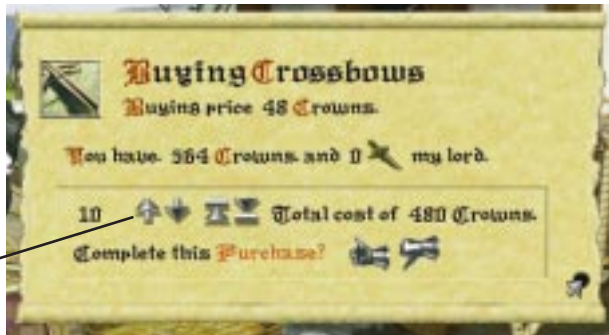 Buying Crossbows
Buying price 48 Crowns.
You have. 564 Crowns. and 0 my lord.
10 Total cost of 480 Crowns.
Complete this Purchase?